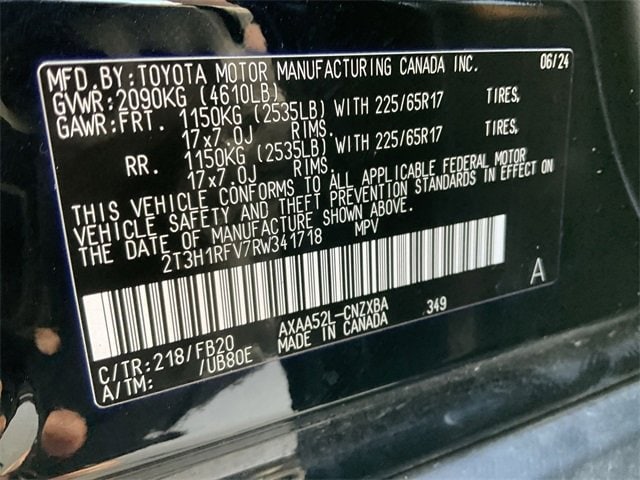 MFD. BY: TOYOTA MOTOR MANUFACTURING CANADA INC. 06/24
GVWR: 2090KG (4610LB)
GAWR: FRT. 1150KG (2535LB) WITH 225/65R17 TIRES,
17x7.0J RIMS.
RR. 1150KG (2535LB) WITH 225/65R17 TIRES,
17x7.0J RIMS.
THIS VEHICLE CONFORMS TO ALL APPLICABLE FEDERAL MOTOR
VEHICLE SAFETY AND THEFT PREVENTION STANDARDS IN EFFECT ON
THE DATE OF MANUFACTURE SHOWN ABOVE.
2T3H1RFV7RW341718 MPV
A
C/TR: 218/FB20 AXAA52L-CNZXBA 349
A/TM: /UB80E MADE IN CANADA